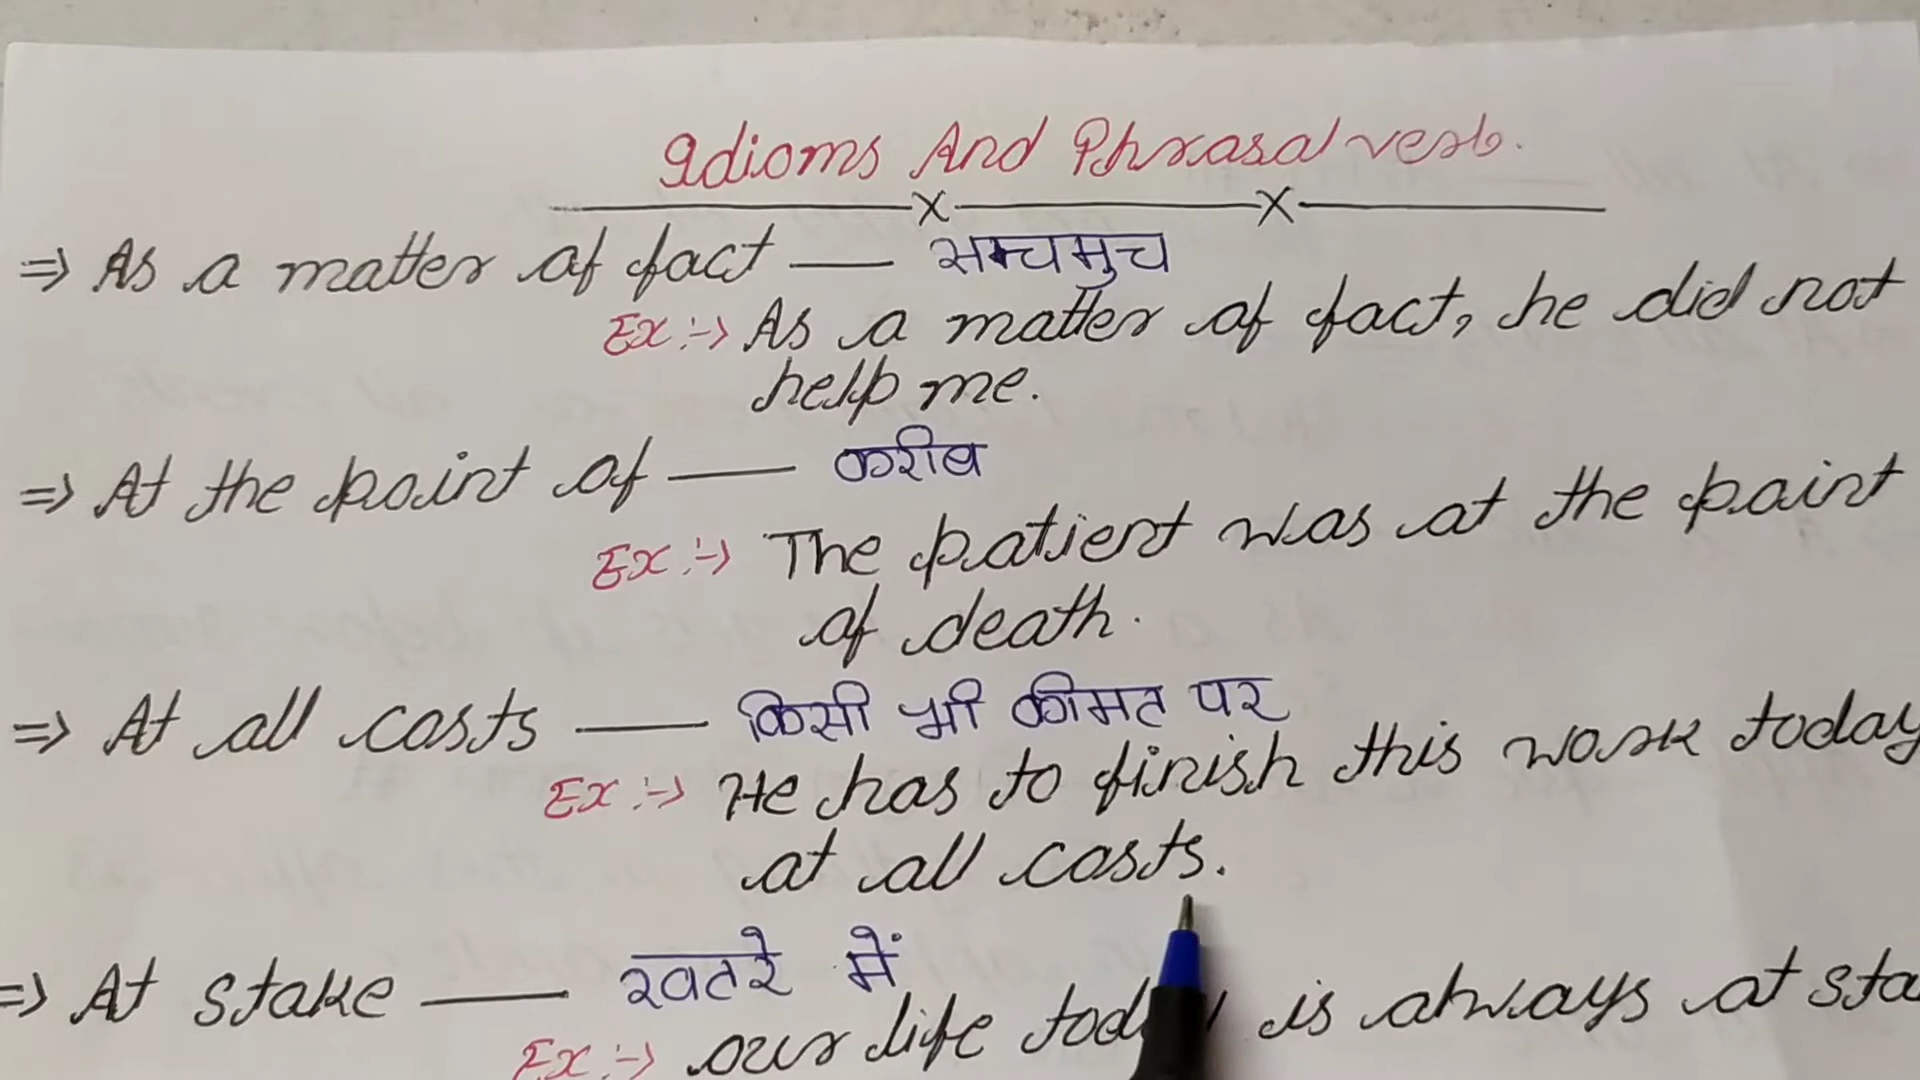 Idioms And Phrasal verb.
⇒ As a matter of fact — सचमुच
Ex :→ As a matter of fact, he did not
help me.
⇒ At the point of — करीब
Ex :→ The patient was at the point
of death.
⇒ At all costs — किसी भी कीमत पर
Ex :→ He has to finish this work today
at all costs.
⇒ At stake — खतरे में
Ex :→ our life is always at